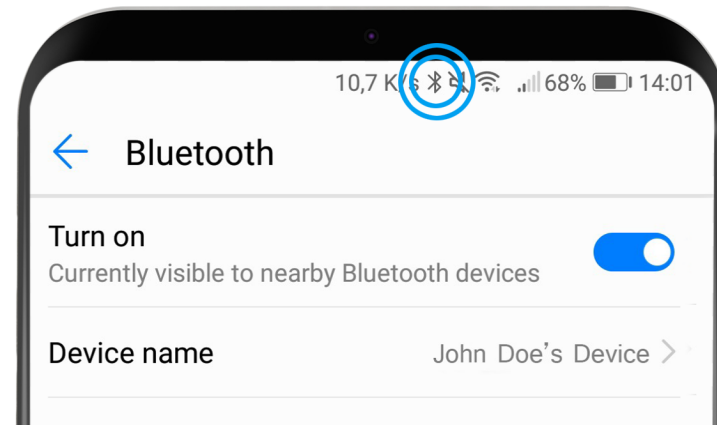 10,7 K/s 68% 14:01
Bluetooth
Turn on
Currently visible to nearby Bluetooth devices
Device name John Doe's Device